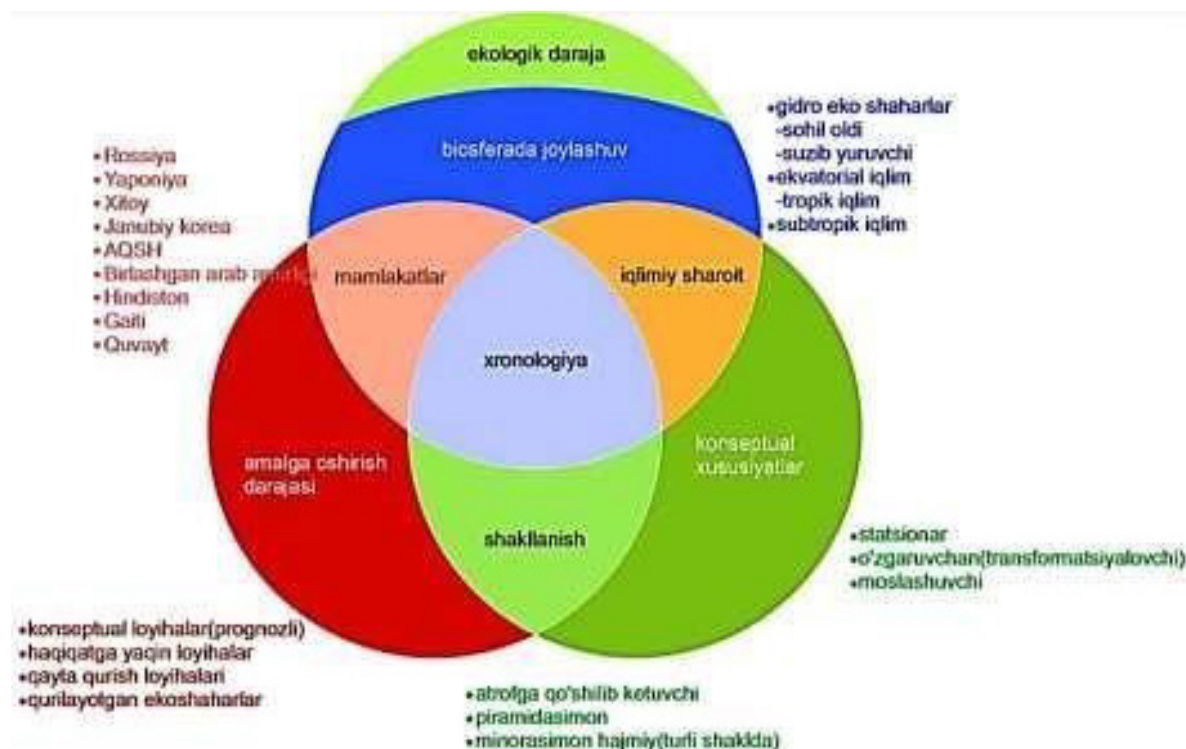 ekologik daraja
bicsferada joylashuv
•gidro eko shaharlar
-sohil oldi
-suzib yuruvchi
•ekvatorial iqlim
-tropik iqlim
•subtropik iqlim
•Rossiya
•Yaponiya
•Xitoy
•Janubiy korea
•AQSH
•Birlashgan arab
•Hindiston
•Gaiti
•Quvayt
mamlakatlar
iqlimiy sharoit
xronologiya
amalga oshirish
darajasi
konseptual
xususiyatlar
shakllanish
•statsionar
•o'zgaruvchan(transformatsiyalovchi)
•moslashuvchi
•konseptual loyihalar(prognozli)
•haqiqatga yaqin loyihalar
•qayta qurish loyihalari
•qurilayotgan ekoshaharlar
•atrofga qo'shilib ketuvchi
•piramidasimon
•minorasimon hajmiy(turli shaklda)